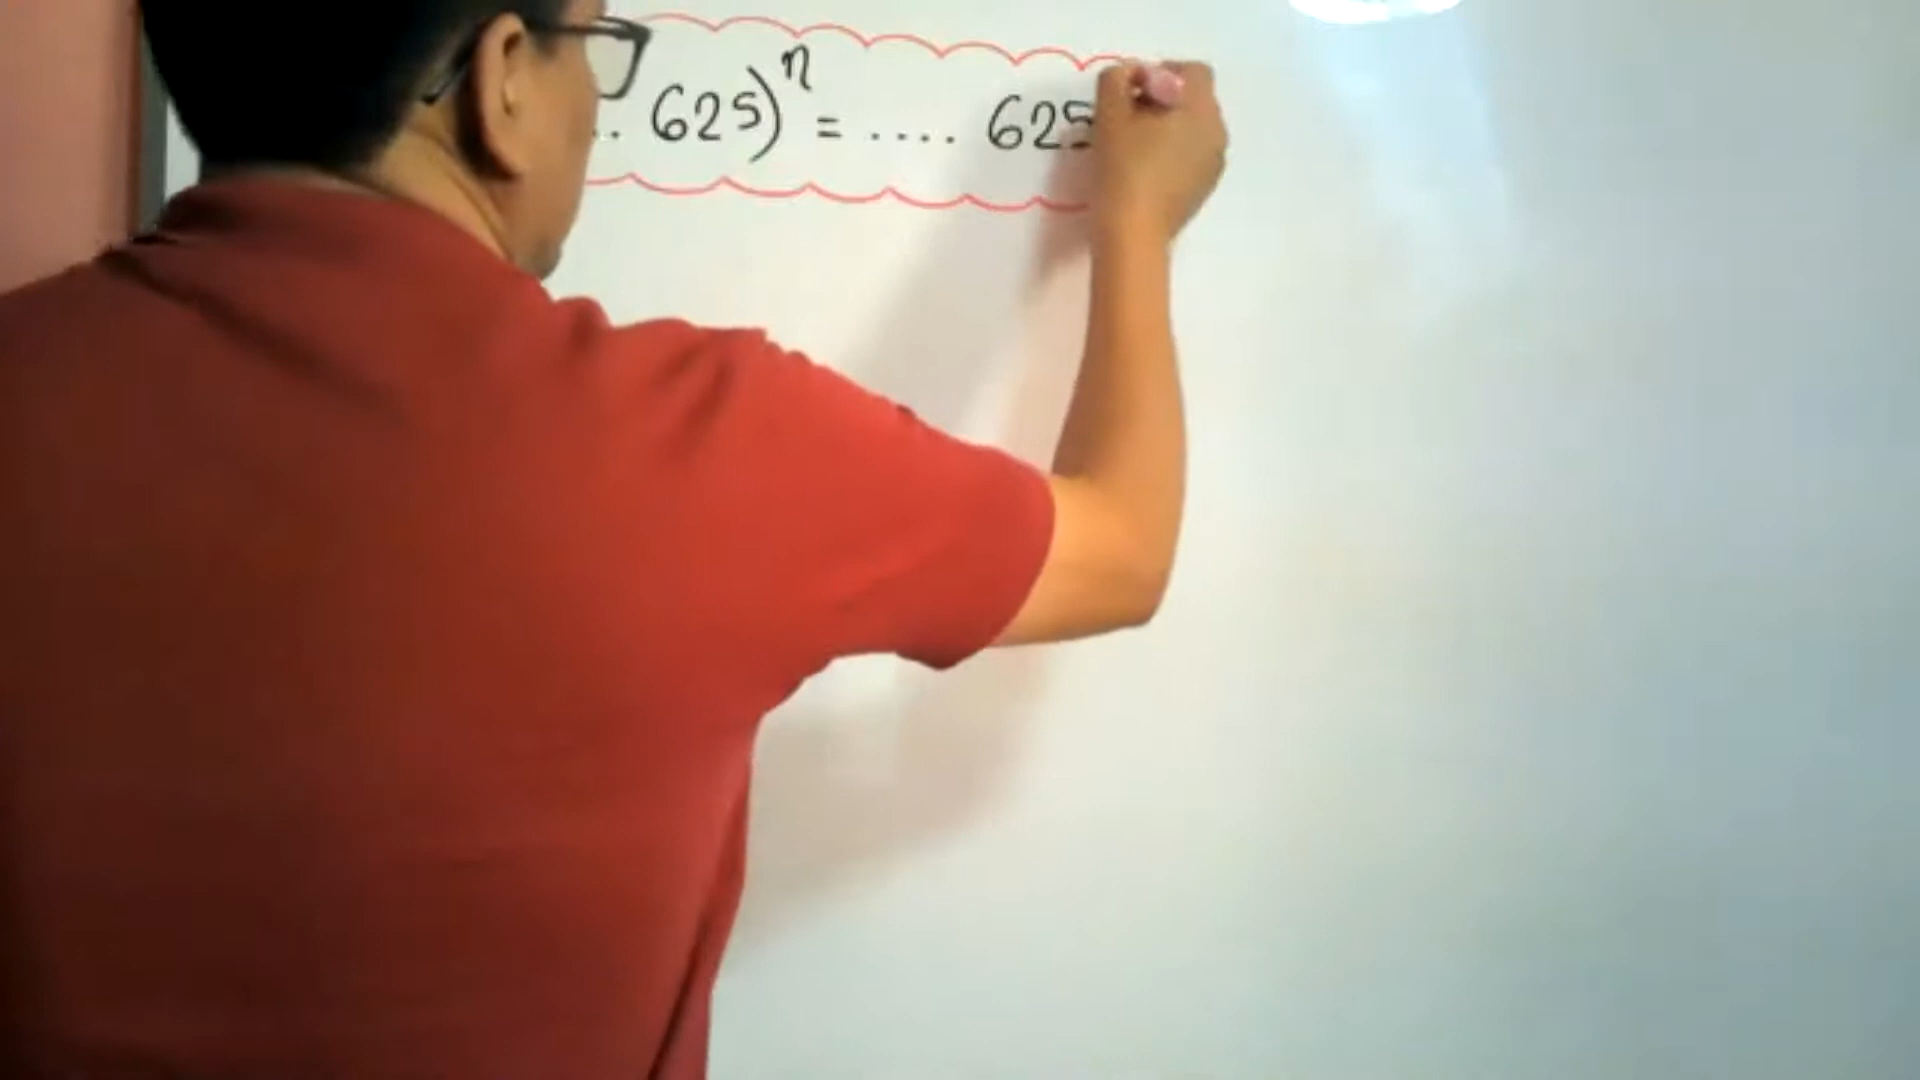 .. 625)ⁿ = .... 625